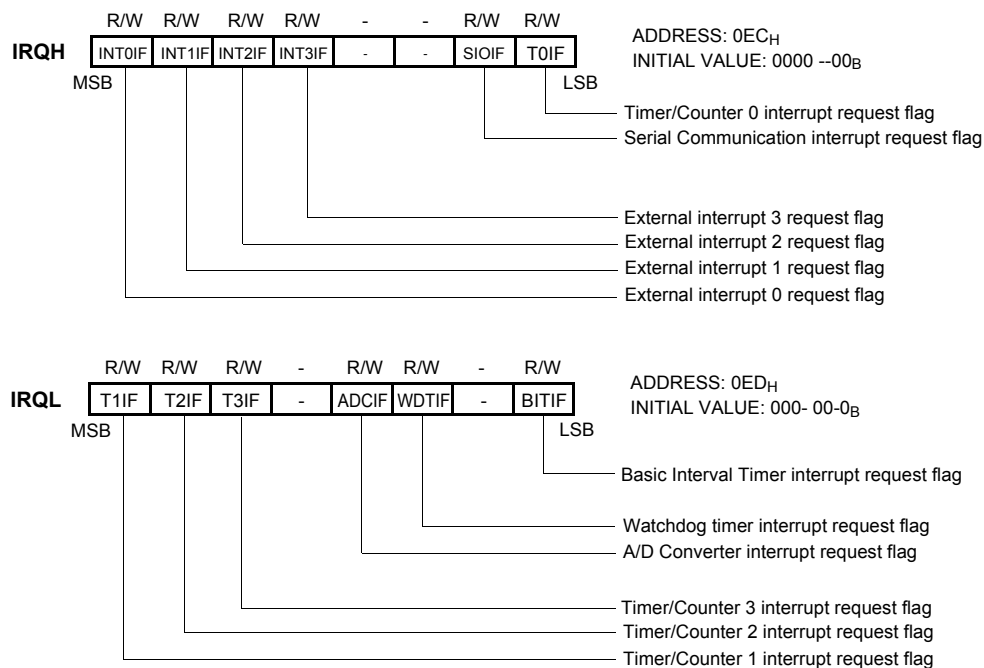 R/W R/W R/W R/W - - R/W R/W
IRQH INT0IF INT1IF INT2IF INT3IF - - SIOIF T0IF
ADDRESS: 0ECH
INITIAL VALUE: 0000 --00B
MSB LSB
Timer/Counter 0 interrupt request flag
Serial Communication interrupt request flag
External interrupt 3 request flag
External interrupt 2 request flag
External interrupt 1 request flag
External interrupt 0 request flag
R/W R/W R/W - R/W R/W - R/W
IRQL T1IF T2IF T3IF - ADCIF WDTIF - BITIF
ADDRESS: 0EDH
INITIAL VALUE: 000- 00-0B
MSB LSB
Basic Interval Timer interrupt request flag
Watchdog timer interrupt request flag
A/D Converter interrupt request flag
Timer/Counter 3 interrupt request flag
Timer/Counter 2 interrupt request flag
Timer/Counter 1 interrupt request flag